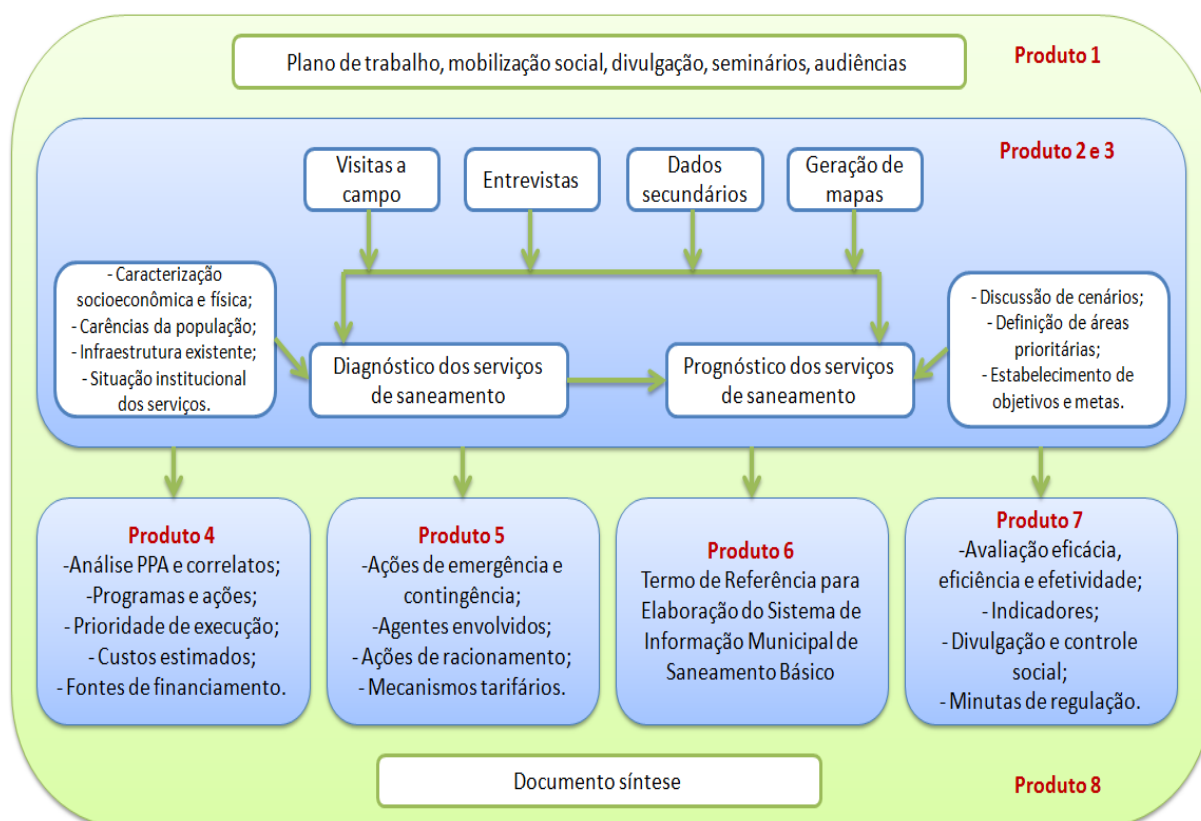 Plano de trabalho, mobilização social, divulgação, seminários, audiências
Produto 1
Produto 2 e 3
Visitas a
campo
Entrevistas
Dados
secundários
Geração de
mapas
- Caracterização
socioeconômica e física;
- Carências da população;
- Infraestrutura existente;
- Situação institucional
dos serviços.
Diagnóstico dos serviços
de saneamento
Prognóstico dos serviços
de saneamento
- Discussão de cenários;
- Definição de áreas
prioritárias;
- Estabelecimento de
objetivos e metas.
Produto 4
-Análise PPA e correlatos;
-Programas e ações;
-Prioridade de execução;
- Custos estimados;
- Fontes de financiamento.
Produto 5
-Ações de emergência e
contingência;
-Agentes envolvidos;
-Ações de racionamento;
- Mecanismos tarifários.
Produto 6
Termo de Referência para
Elaboração do Sistema de
Informação Municipal de
Saneamento Básico
Produto 7
-Avaliação eficácia,
eficiência e efetividade;
- Indicadores;
- Divulgação e controle
social;
- Minutas de regulação.
Documento síntese
Produto 8